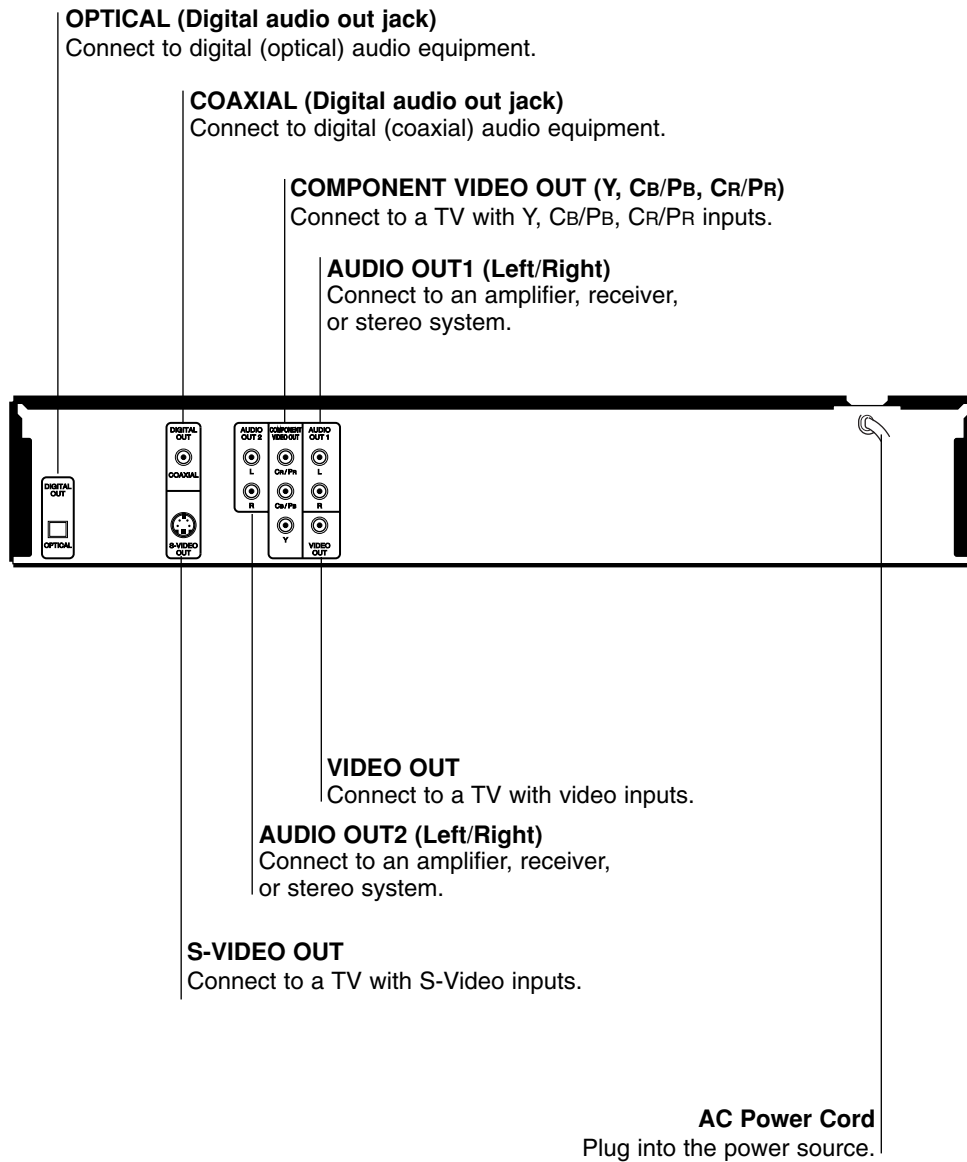 OPTICAL (Digital audio out jack)
Connect to digital (optical) audio equipment.
COAXIAL (Digital audio out jack)
Connect to digital (coaxial) audio equipment.
COMPONENT VIDEO OUT (Y, CB/PB, CR/PR)
Connect to a TV with Y, CB/PB, CR/PR inputs.
AUDIO OUT1 (Left/Right)
Connect to an amplifier, receiver,
or stereo system.
DIGITAL
OUT
OPTICAL
DIGITAL
OUT
COAXIAL
S-VIDEO
OUT
AUDIO
OUT 2
L
R
COMPONENT
VIDEO OUT
CR/PR
CB/PB
Y
AUDIO
OUT 1
L
R
VIDEO
OUT
VIDEO OUT
Connect to a TV with video inputs.
AUDIO OUT2 (Left/Right)
Connect to an amplifier, receiver,
or stereo system.
S-VIDEO OUT
Connect to a TV with S-Video inputs.
AC Power Cord
Plug into the power source.